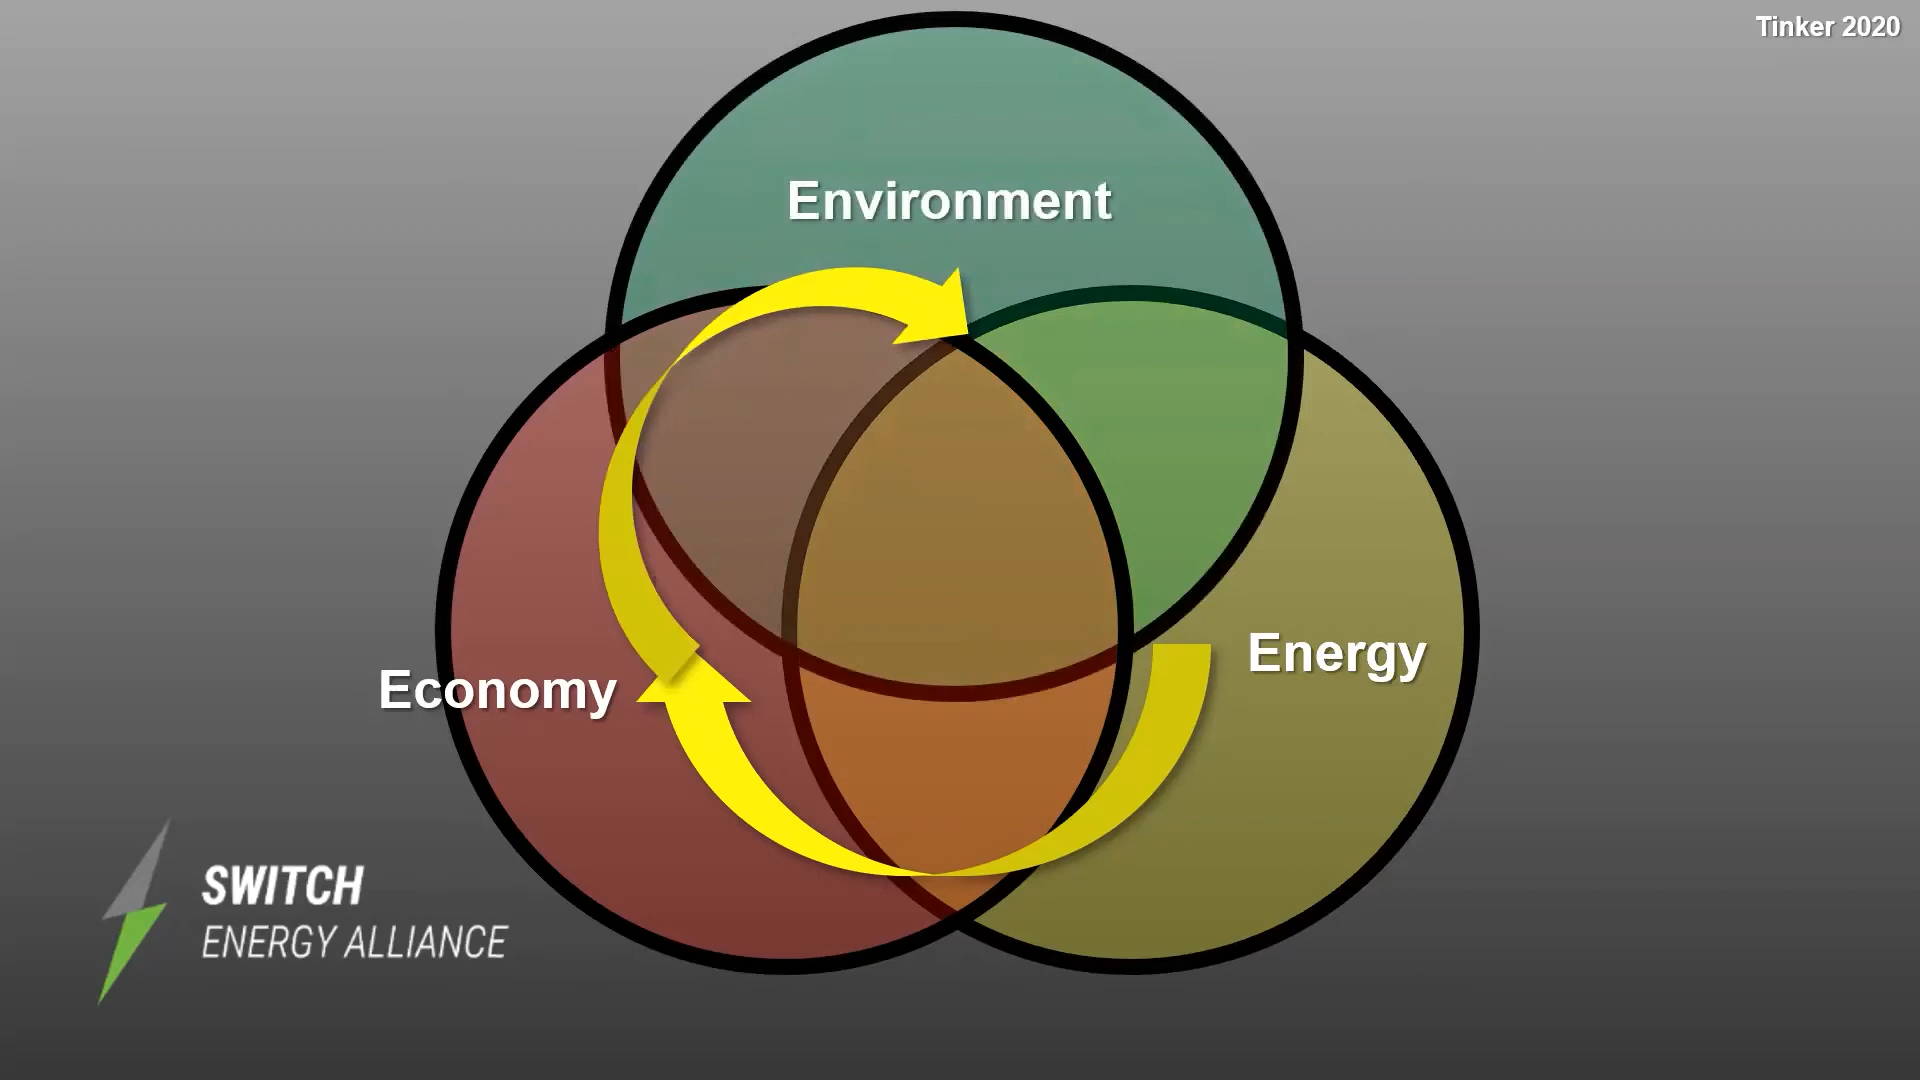 Tinker 2020
Environment
Energy
Economy
SWITCH
ENERGY ALLIANCE